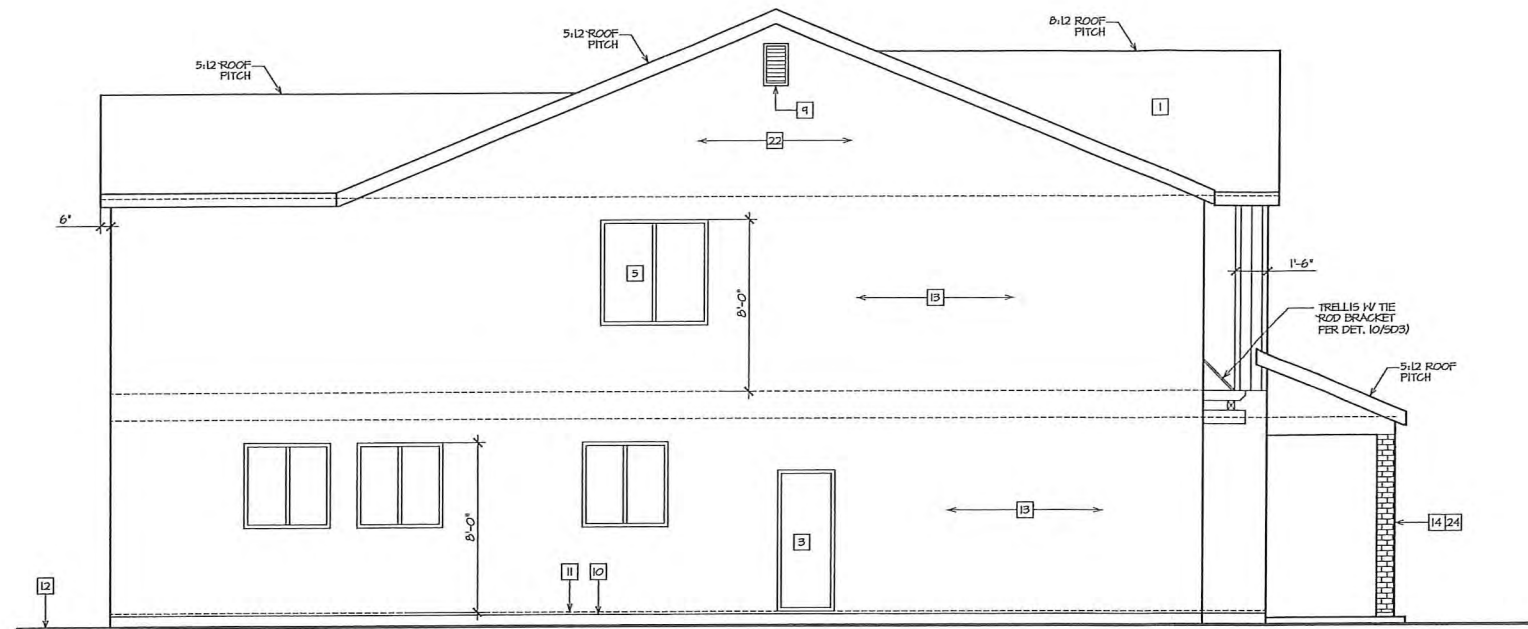 8:12 ROOF
PITCH
5:12 ROOF
PITCH
5:12 ROOF
PITCH
9
1
22
6"
5
8'-0"
13
1'-6"
TRELLIS W/ TIE
ROD BRACKET
PER DET. 10/SD3)
5:12 ROOF
PITCH
8'-0"
13
14 24
3
12
11
10